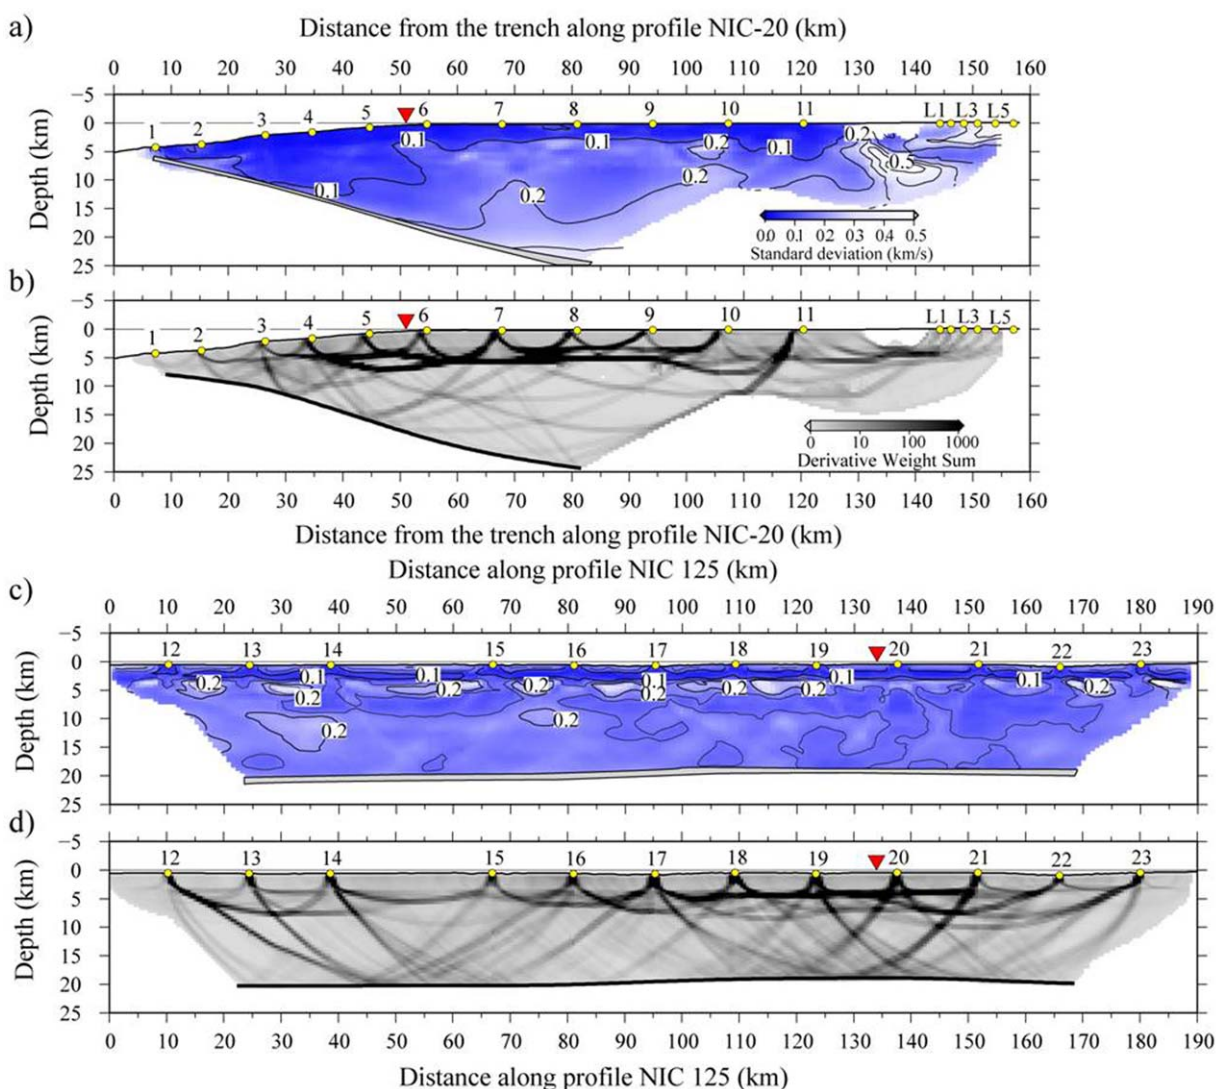 a)
Distance from the trench along profile NIC-20 (km)
0 10 20 30 40 50 60 70 80 90 100 110 120 130 140 150 160
−5
0
5
10
15
20
25
Depth (km)
1 2 3 4 5 6 7 8 9 10 11 L1 L3 L5
0.1 0.1 0.1 0.2 0.1 0.2 0.5
0.2 0.2
0.0 0.1 0.2 0.3 0.4 0.5
Standard deviation (km/s)
b)
−5
0
5
10
15
20
25
Depth (km)
1 2 3 4 5 6 7 8 9 10 11 L1 L3 L5
0 10 100 1000
Derivative Weight Sum
0 10 20 30 40 50 60 70 80 90 100 110 120 130 140 150 160
Distance from the trench along profile NIC-20 (km)
Distance along profile NIC 125 (km)
c)
0 10 20 30 40 50 60 70 80 90 100 110 120 130 140 150 160 170 180 190
−5
0
5
10
15
20
25
Depth (km)
12 13 14 15 16 17 18 19 20 21 22 23
0.1 0.1 0.1 0.1 0.1
0.2 0.2 0.2 0.2 0.2 0.2 0.2 0.2
0.2 0.2
d)
−5
0
5
10
15
20
25
Depth (km)
12 13 14 15 16 17 18 19 20 21 22 23
0 10 20 30 40 50 60 70 80 90 100 110 120 130 140 150 160 170 180 190
Distance along profile NIC 125 (km)